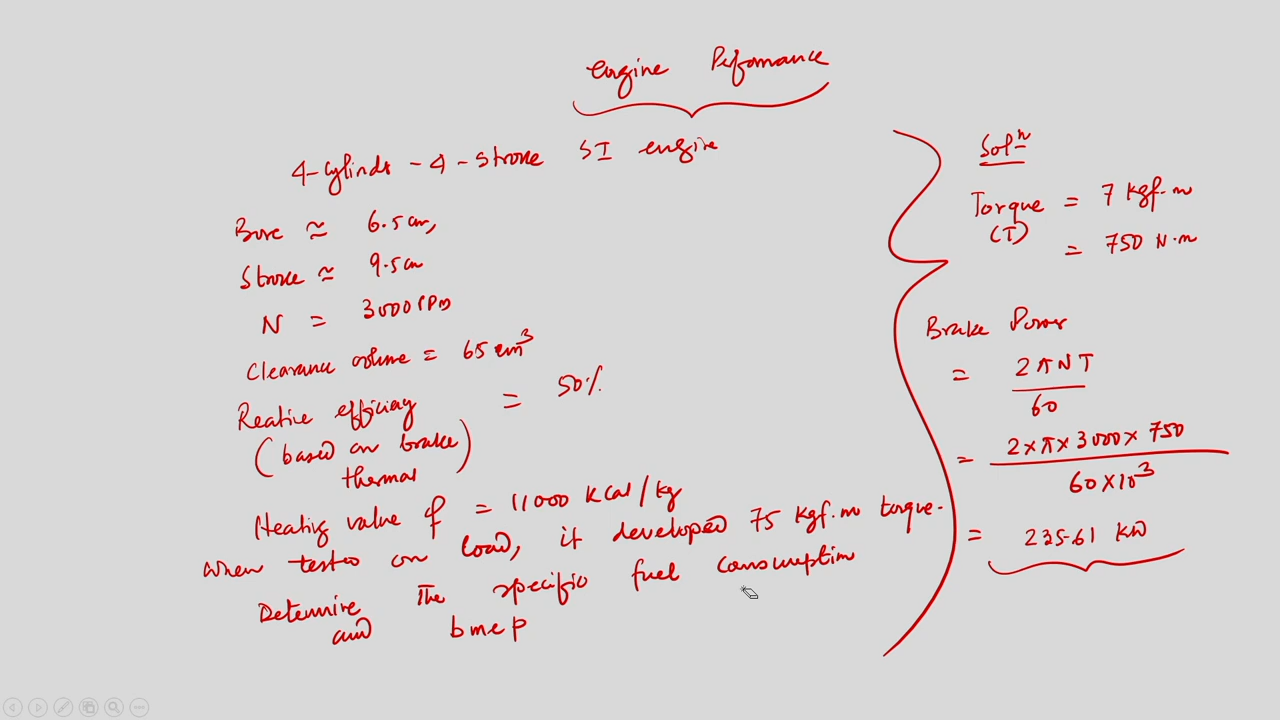 engine Pefomance
4-cylinds - 4 - stroke SI engine
Bore ≃ 6.5 cm,
Stroke ≃ 9.5 cm
N = 3000 rpm
Clearance volume = 65 cm³
Reative efficiency = 50%
(based on brake
thermal)
Heating value of = 11000 kcal/kg
when tested on load, it developed 75 kgf.m torque.
Determine the specific fuel consumption
and bmep
Solⁿ
Torque = 7 kgf.m
(T) = 750 N.m
Brake Power
= 2πNT / 60
= 2×π×3000×750 / 60×10³
= 235.61 kW